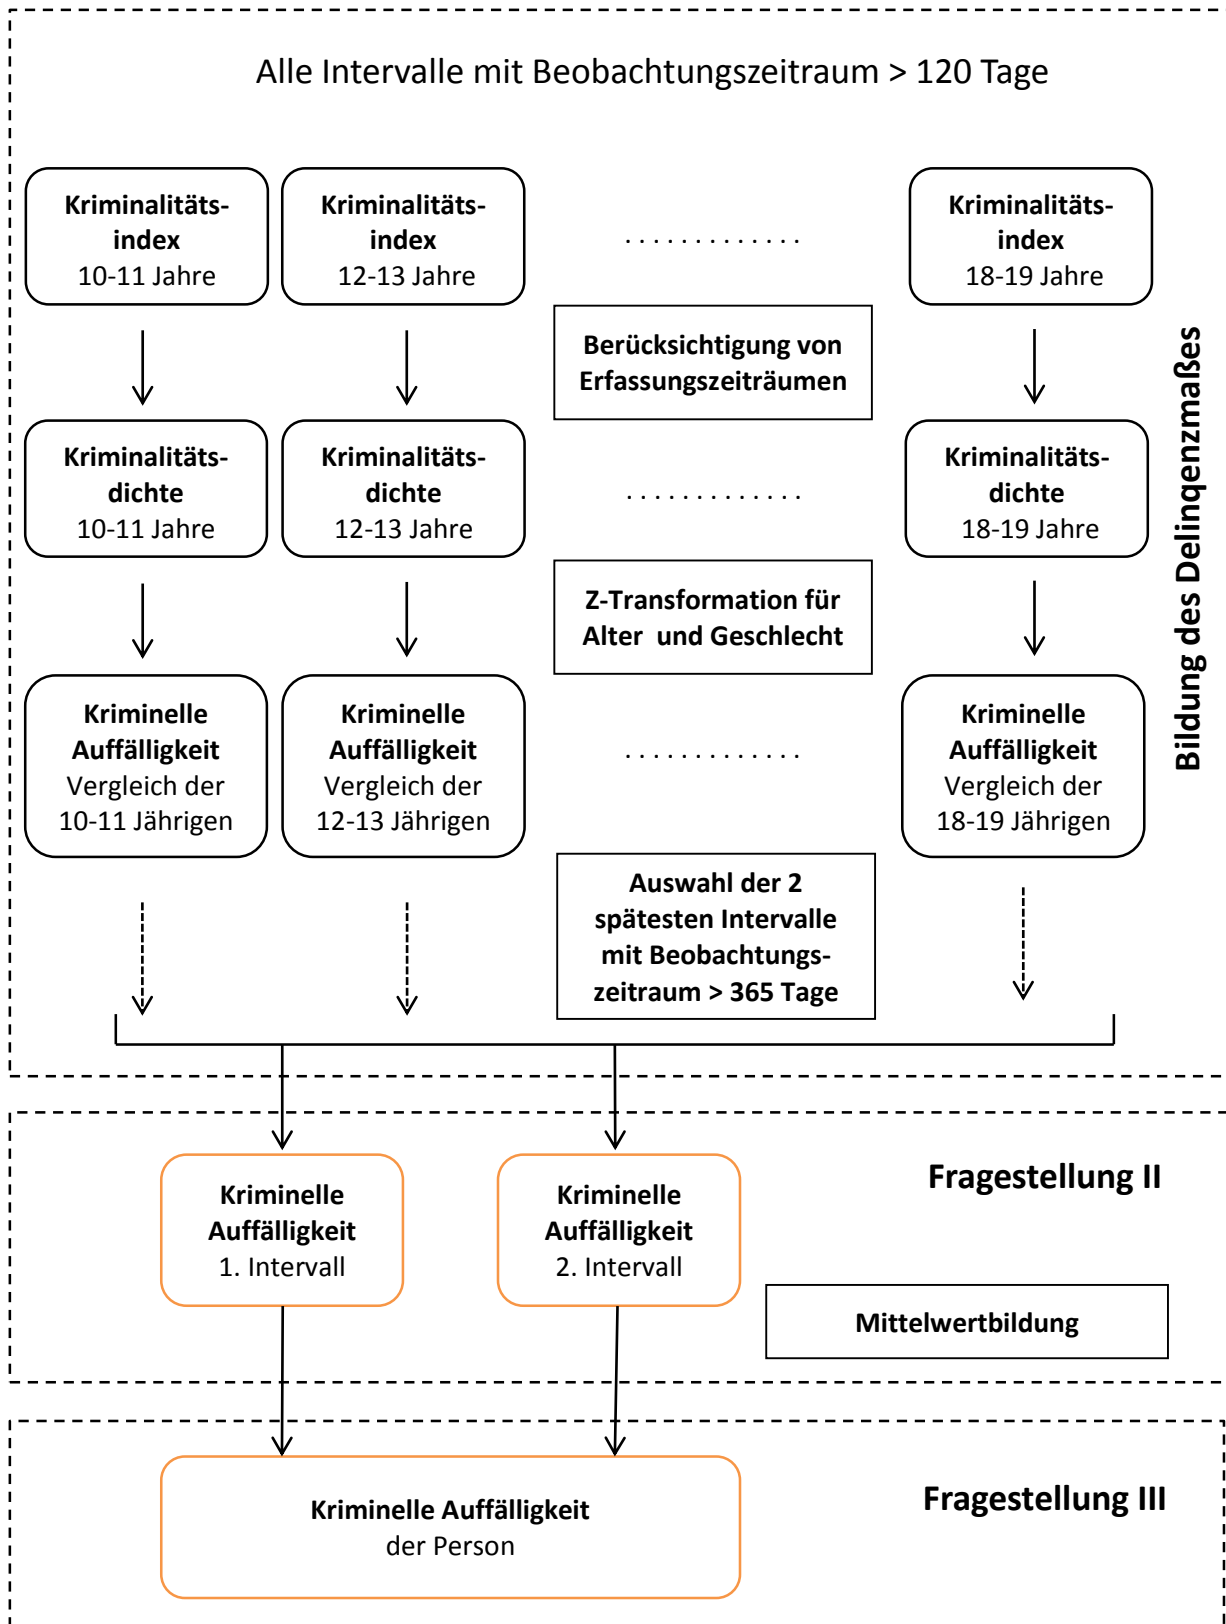 Alle Intervalle mit Beobachtungszeitraum > 120 Tage
Kriminalitäts-
index
10-11 Jahre
Kriminalitäts-
index
12-13 Jahre
. . . . . . . . . . . . .
Kriminalitäts-
index
18-19 Jahre
Berücksichtigung von
Erfassungszeiträumen
Kriminalitäts-
dichte
10-11 Jahre
Kriminalitäts-
dichte
12-13 Jahre
. . . . . . . . . . . . .
Kriminalitäts-
dichte
18-19 Jahre
Z-Transformation für
Alter und Geschlecht
Kriminelle
Auffälligkeit
Vergleich der
10-11 Jährigen
Kriminelle
Auffälligkeit
Vergleich der
12-13 Jährigen
. . . . . . . . . . . . .
Kriminelle
Auffälligkeit
Vergleich der
18-19 Jährigen
Bildung des Delinqenzmaßes
Auswahl der 2
spätesten Intervalle
mit Beobachtungs-
zeitraum > 365 Tage
Fragestellung II
Kriminelle
Auffälligkeit
1. Intervall
Kriminelle
Auffälligkeit
2. Intervall
Mittelwertbildung
Fragestellung III
Kriminelle Auffälligkeit
der Person